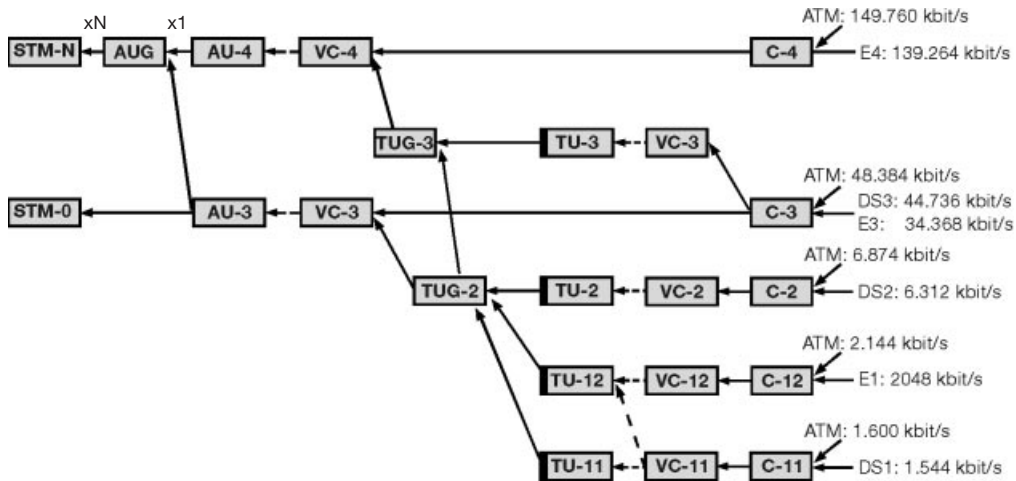 xN x1 ATM: 149.760 kbit/s
STM-N AUG AU-4 VC-4 C-4 E4: 139.264 kbit/s
TUG-3 TU-3 VC-3
ATM: 48.384 kbit/s
DS3: 44.736 kbit/s
STM-0 AU-3 VC-3 C-3
E3: 34.368 kbit/s
ATM: 6.874 kbit/s
TUG-2 TU-2 VC-2 C-2 DS2: 6.312 kbit/s
ATM: 2.144 kbit/s
TU-12 VC-12 C-12 E1: 2048 kbit/s
ATM: 1.600 kbit/s
TU-11 VC-11 C-11 DS1: 1.544 kbit/s